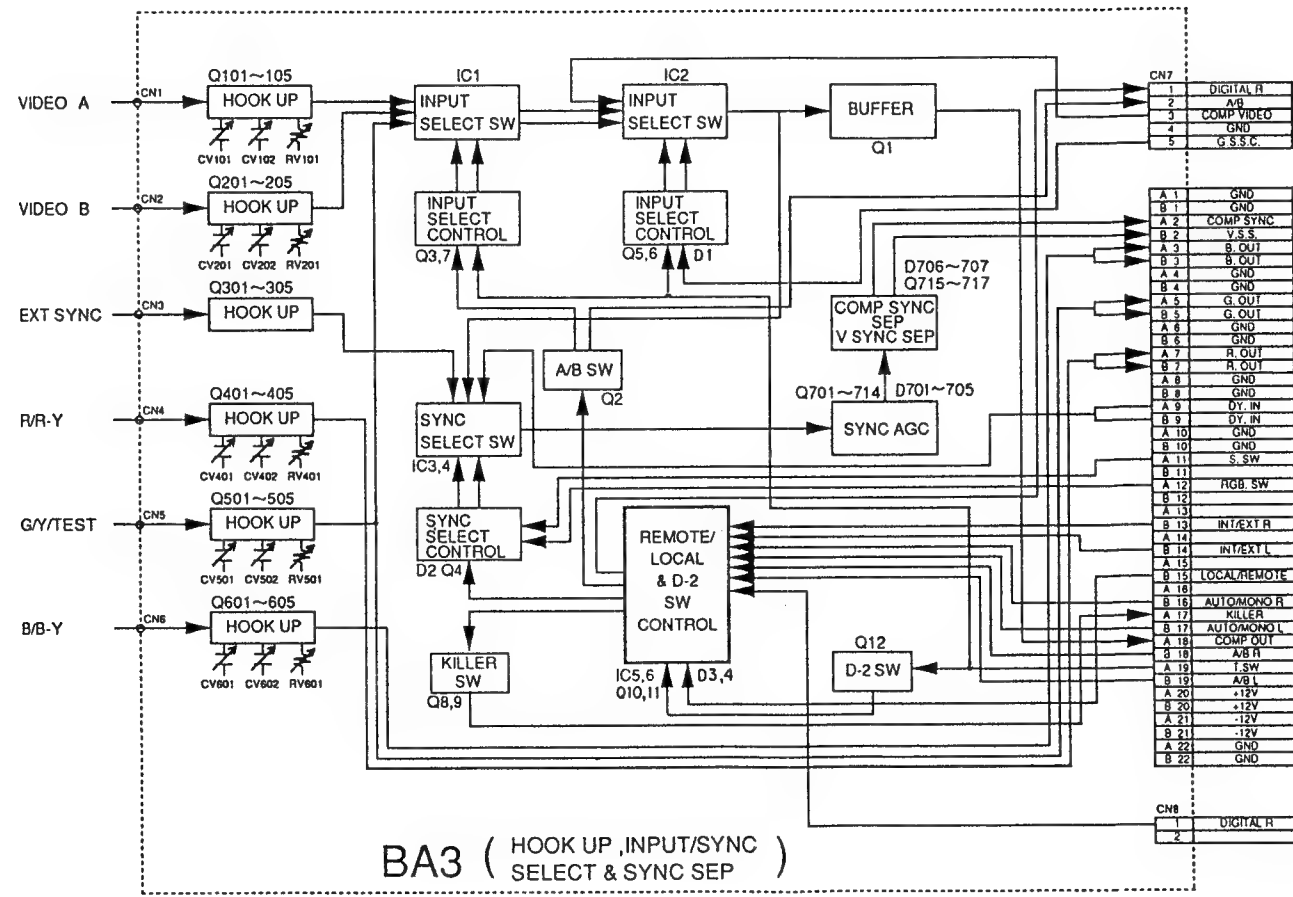 Q101~105
VIDEO A
CN1
HOOK UP
CV101 CV102 RV101
Q201~205
VIDEO B
CN2
HOOK UP
CV201 CV202 RV201
Q301~305
EXT SYNC
CN3
HOOK UP
Q401~405
R/R-Y
CN4
HOOK UP
CV401 CV402 RV401
Q501~505
G/Y/TEST
CN5
HOOK UP
CV501 CV502 RV501
Q601~605
B/B-Y
CN6
HOOK UP
CV601 CV602 RV601
IC1
INPUT
SELECT SW
INPUT
SELECT
CONTROL
Q3,7
IC2
INPUT
SELECT SW
INPUT
SELECT
CONTROL
Q5,6 D1
BUFFER
Q1
A/B SW
Q2
SYNC
SELECT SW
IC3,4
SYNC
SELECT
CONTROL
D2 Q4
KILLER
SW
Q8,9
REMOTE/
LOCAL
& D-2
SW
CONTROL
IC5,6 D3,4
Q10,11
D706~707
Q715~717
COMP SYNC
SEP
V SYNC SEP
Q701~714 D701~705
SYNC AGC
Q12
D-2 SW
CN7
1 DIGITAL R
2 A/B
3 COMP VIDEO
4 GND
5 G.S.S.C.
A 1 GND
B 1 GND
A 2 COMP SYNC
B 2 V.S.S.
A 3 B. OUT
B 3 B. OUT
A 4 GND
B 4 GND
A 5 G. OUT
B 5 G. OUT
A 6 GND
B 6 GND
A 7 R. OUT
B 7 R. OUT
A 8 GND
B 8 GND
A 9 DY. IN
B 9 DY. IN
A 10 GND
B 10 GND
A 11 S. SW
B 11
A 12 RGB. SW
B 12
A 13
B 13 INT/EXT R
A 14
B 14 INT/EXT L
A 15
B 15 LOCAL/REMOTE
A 16
B 16 AUTO/MONO R
A 17 KILLER
B 17 AUTO/MONO L
A 18 COMP OUT
B 18 A/B R
A 19 T.SW
B 19 A/B L
A 20 +12V
B 20 +12V
A 21 -12V
B 21 -12V
A 22 GND
B 22 GND
CN8
1 DIGITAL R
2
BA3 ( HOOK UP ,INPUT/SYNC
SELECT & SYNC SEP )